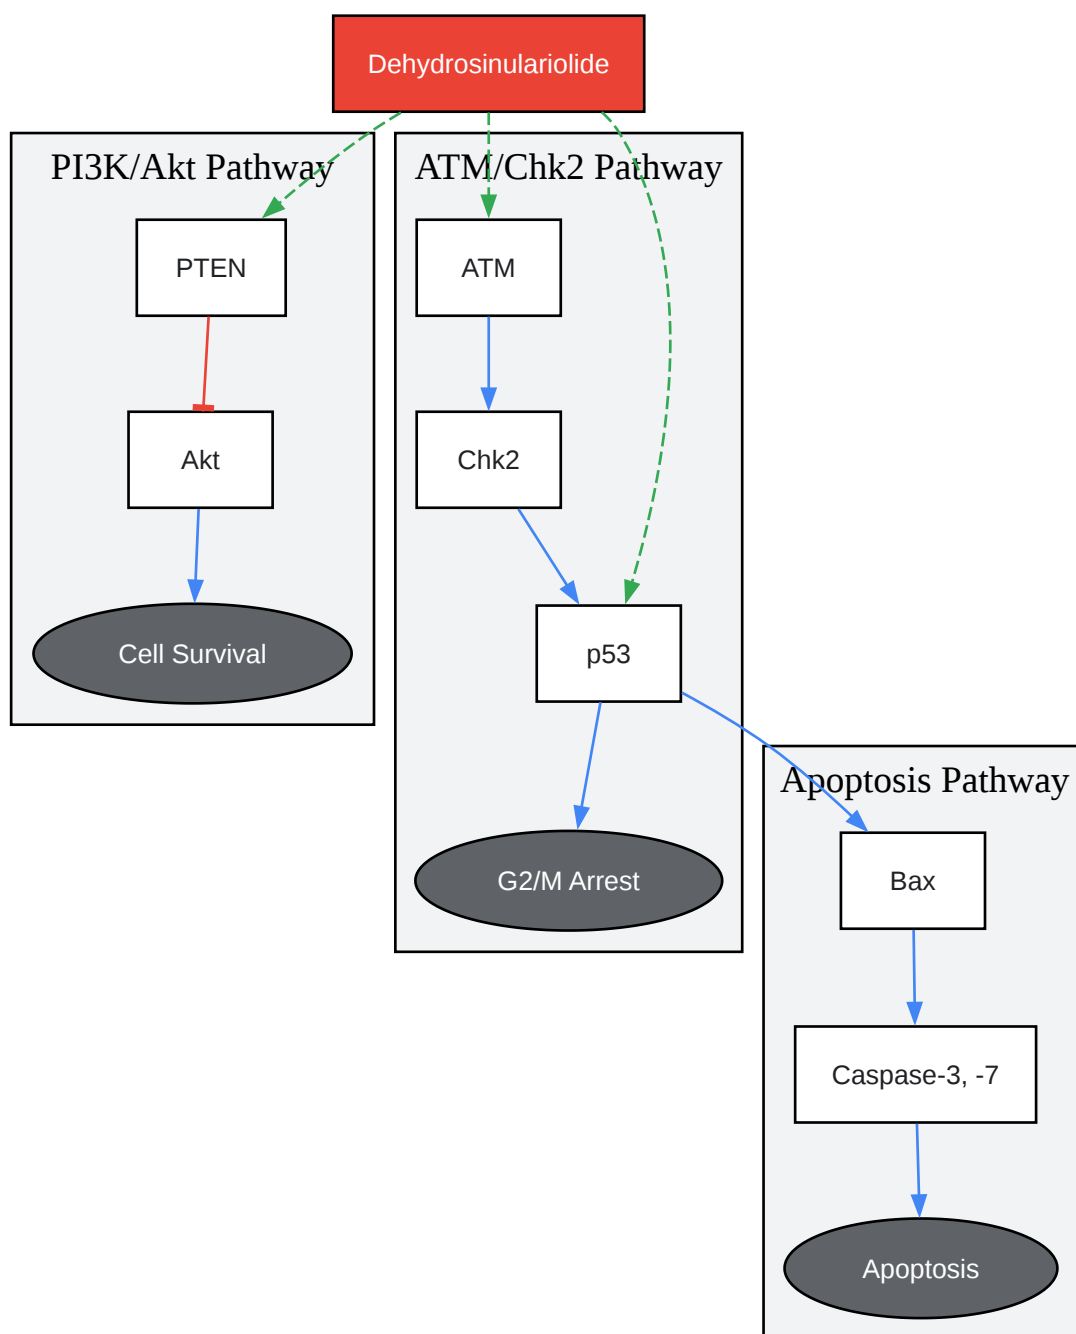 Dehydrosinulariolide
PI3K/Akt Pathway
PTEN
Akt
Cell Survival
ATM/Chk2 Pathway
ATM
Chk2
p53
G2/M Arrest
Apoptosis Pathway
Bax
Caspase-3, -7
Apoptosis